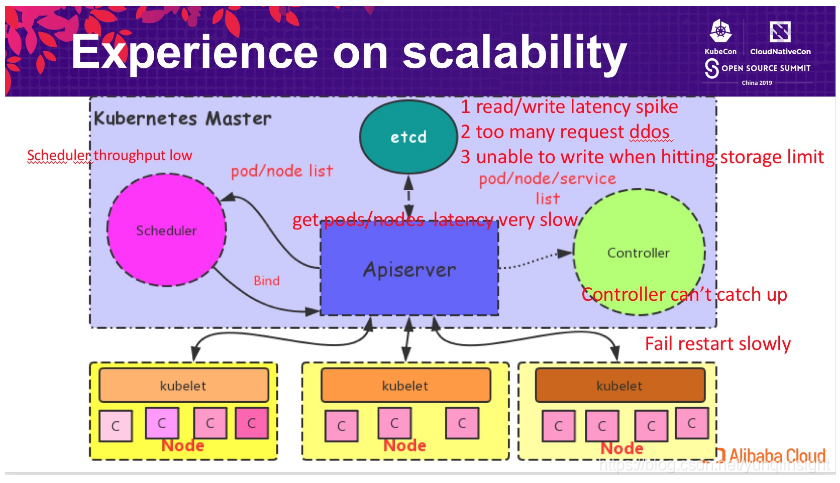 Experience on scalability
KubeCon
CloudNativeCon
OPEN SOURCE SUMMIT
China 2019
Kubernetes Master
etcd
1 read/write latency spike
2 too many request ddos
3 unable to write when hitting storage limit
Scheduler throughput low
pod/node list
pod/node/service
list
get pods/nodes latency very slow
Scheduler
Apiserver
Controller
Bind
Controller can't catch up
Fail restart slowly
kubelet
kubelet
kubelet
C C C C
C C C
C C C C
Node
Node
Node
Alibaba Cloud
https://blog.csdn.net/yunqiinsight